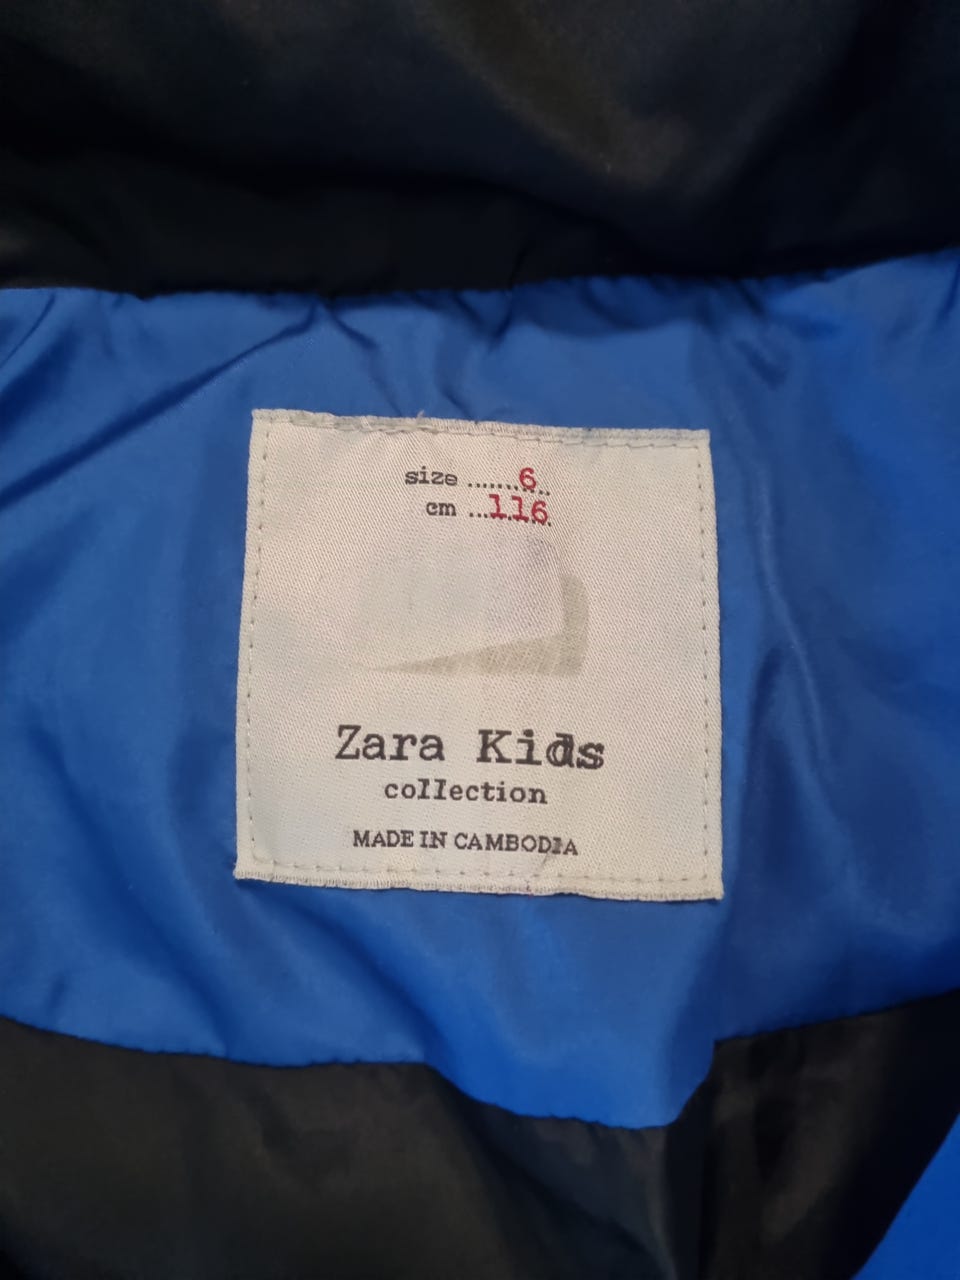 size .......6..
cm ...116
Zara Kids
collection
MADE IN CAMBODIA